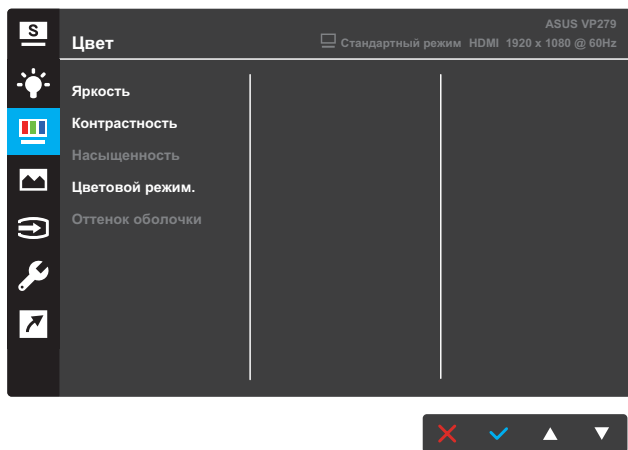 S
ASUS VP279
Цвет
Стандартный режим HDMI 1920 x 1080 @ 60Hz
Яркость
Контрастность
Насыщенность
Цветовой режим.
Оттенок оболочки